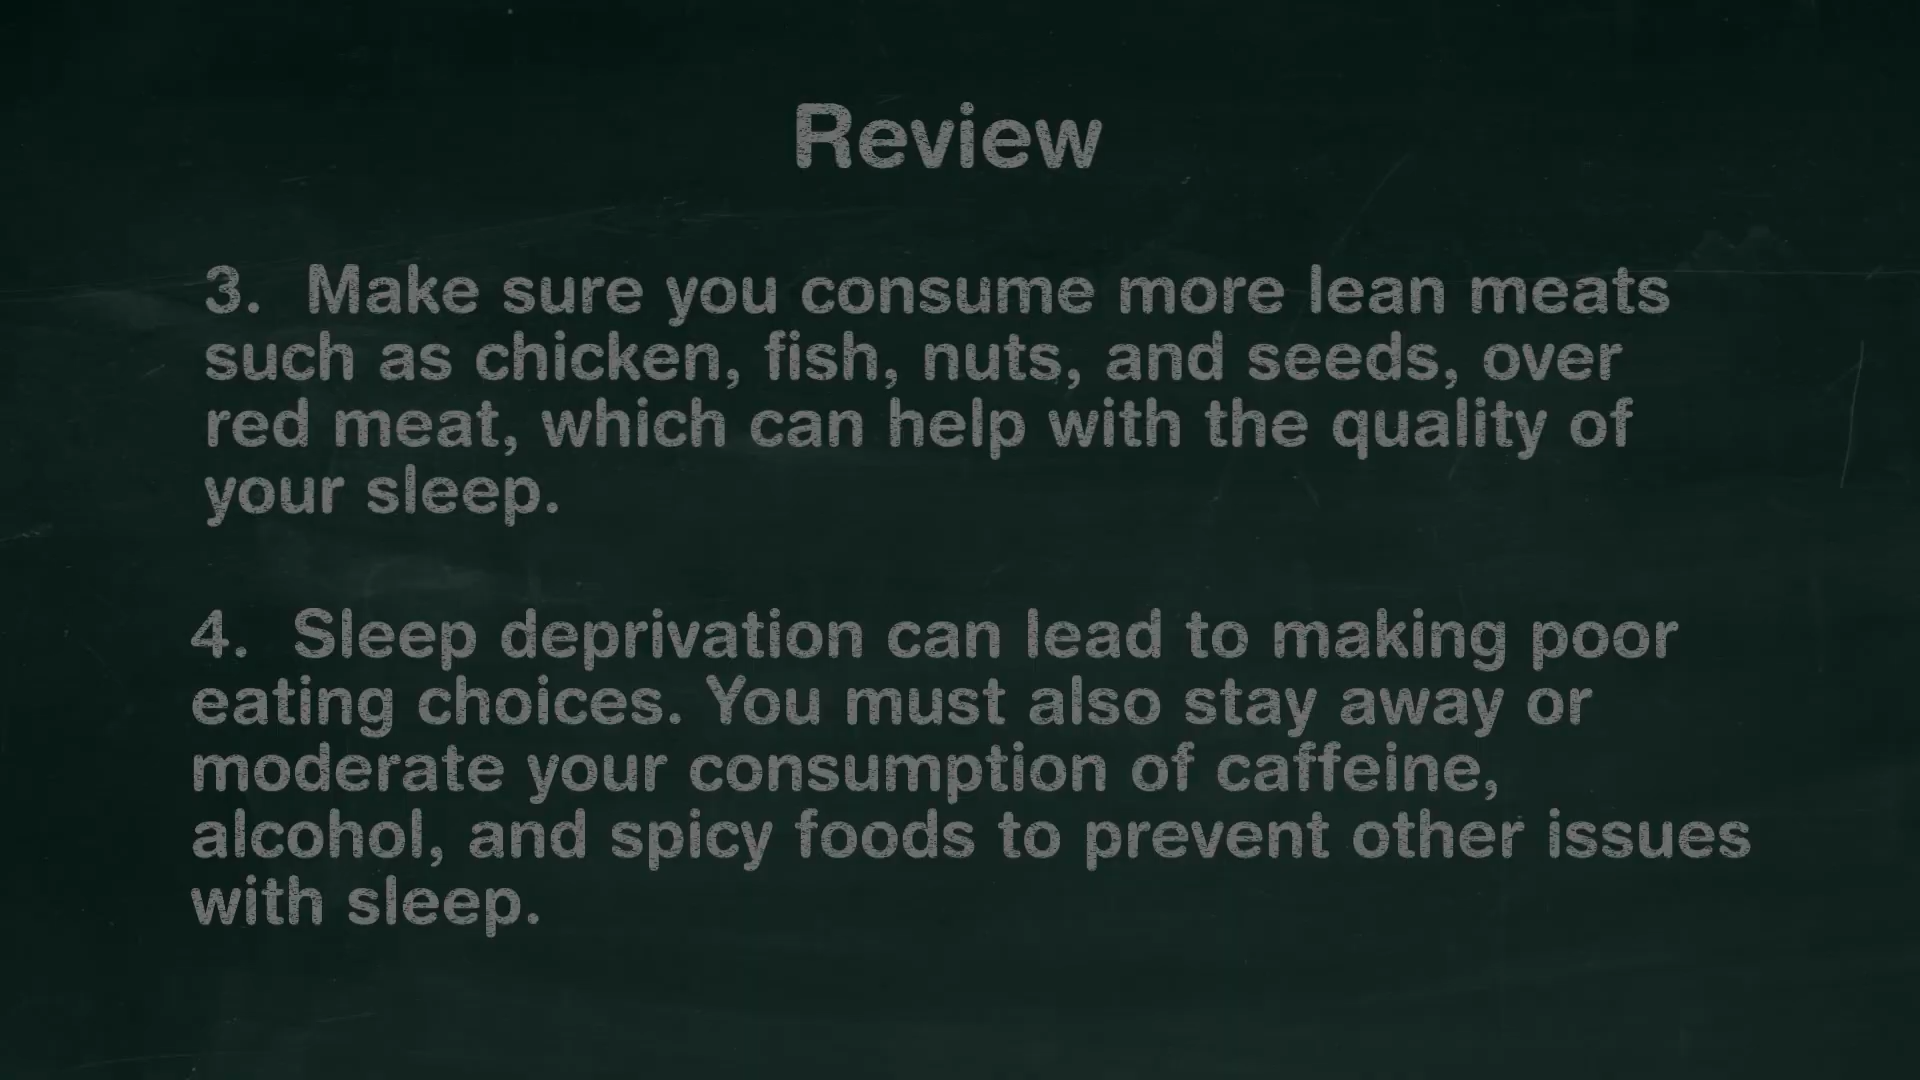 Review
3. Make sure you consume more lean meats
such as chicken, fish, nuts, and seeds, over
red meat, which can help with the quality of
your sleep.
4. Sleep deprivation can lead to making poor
eating choices. You must also stay away or
moderate your consumption of caffeine,
alcohol, and spicy foods to prevent other issues
with sleep.